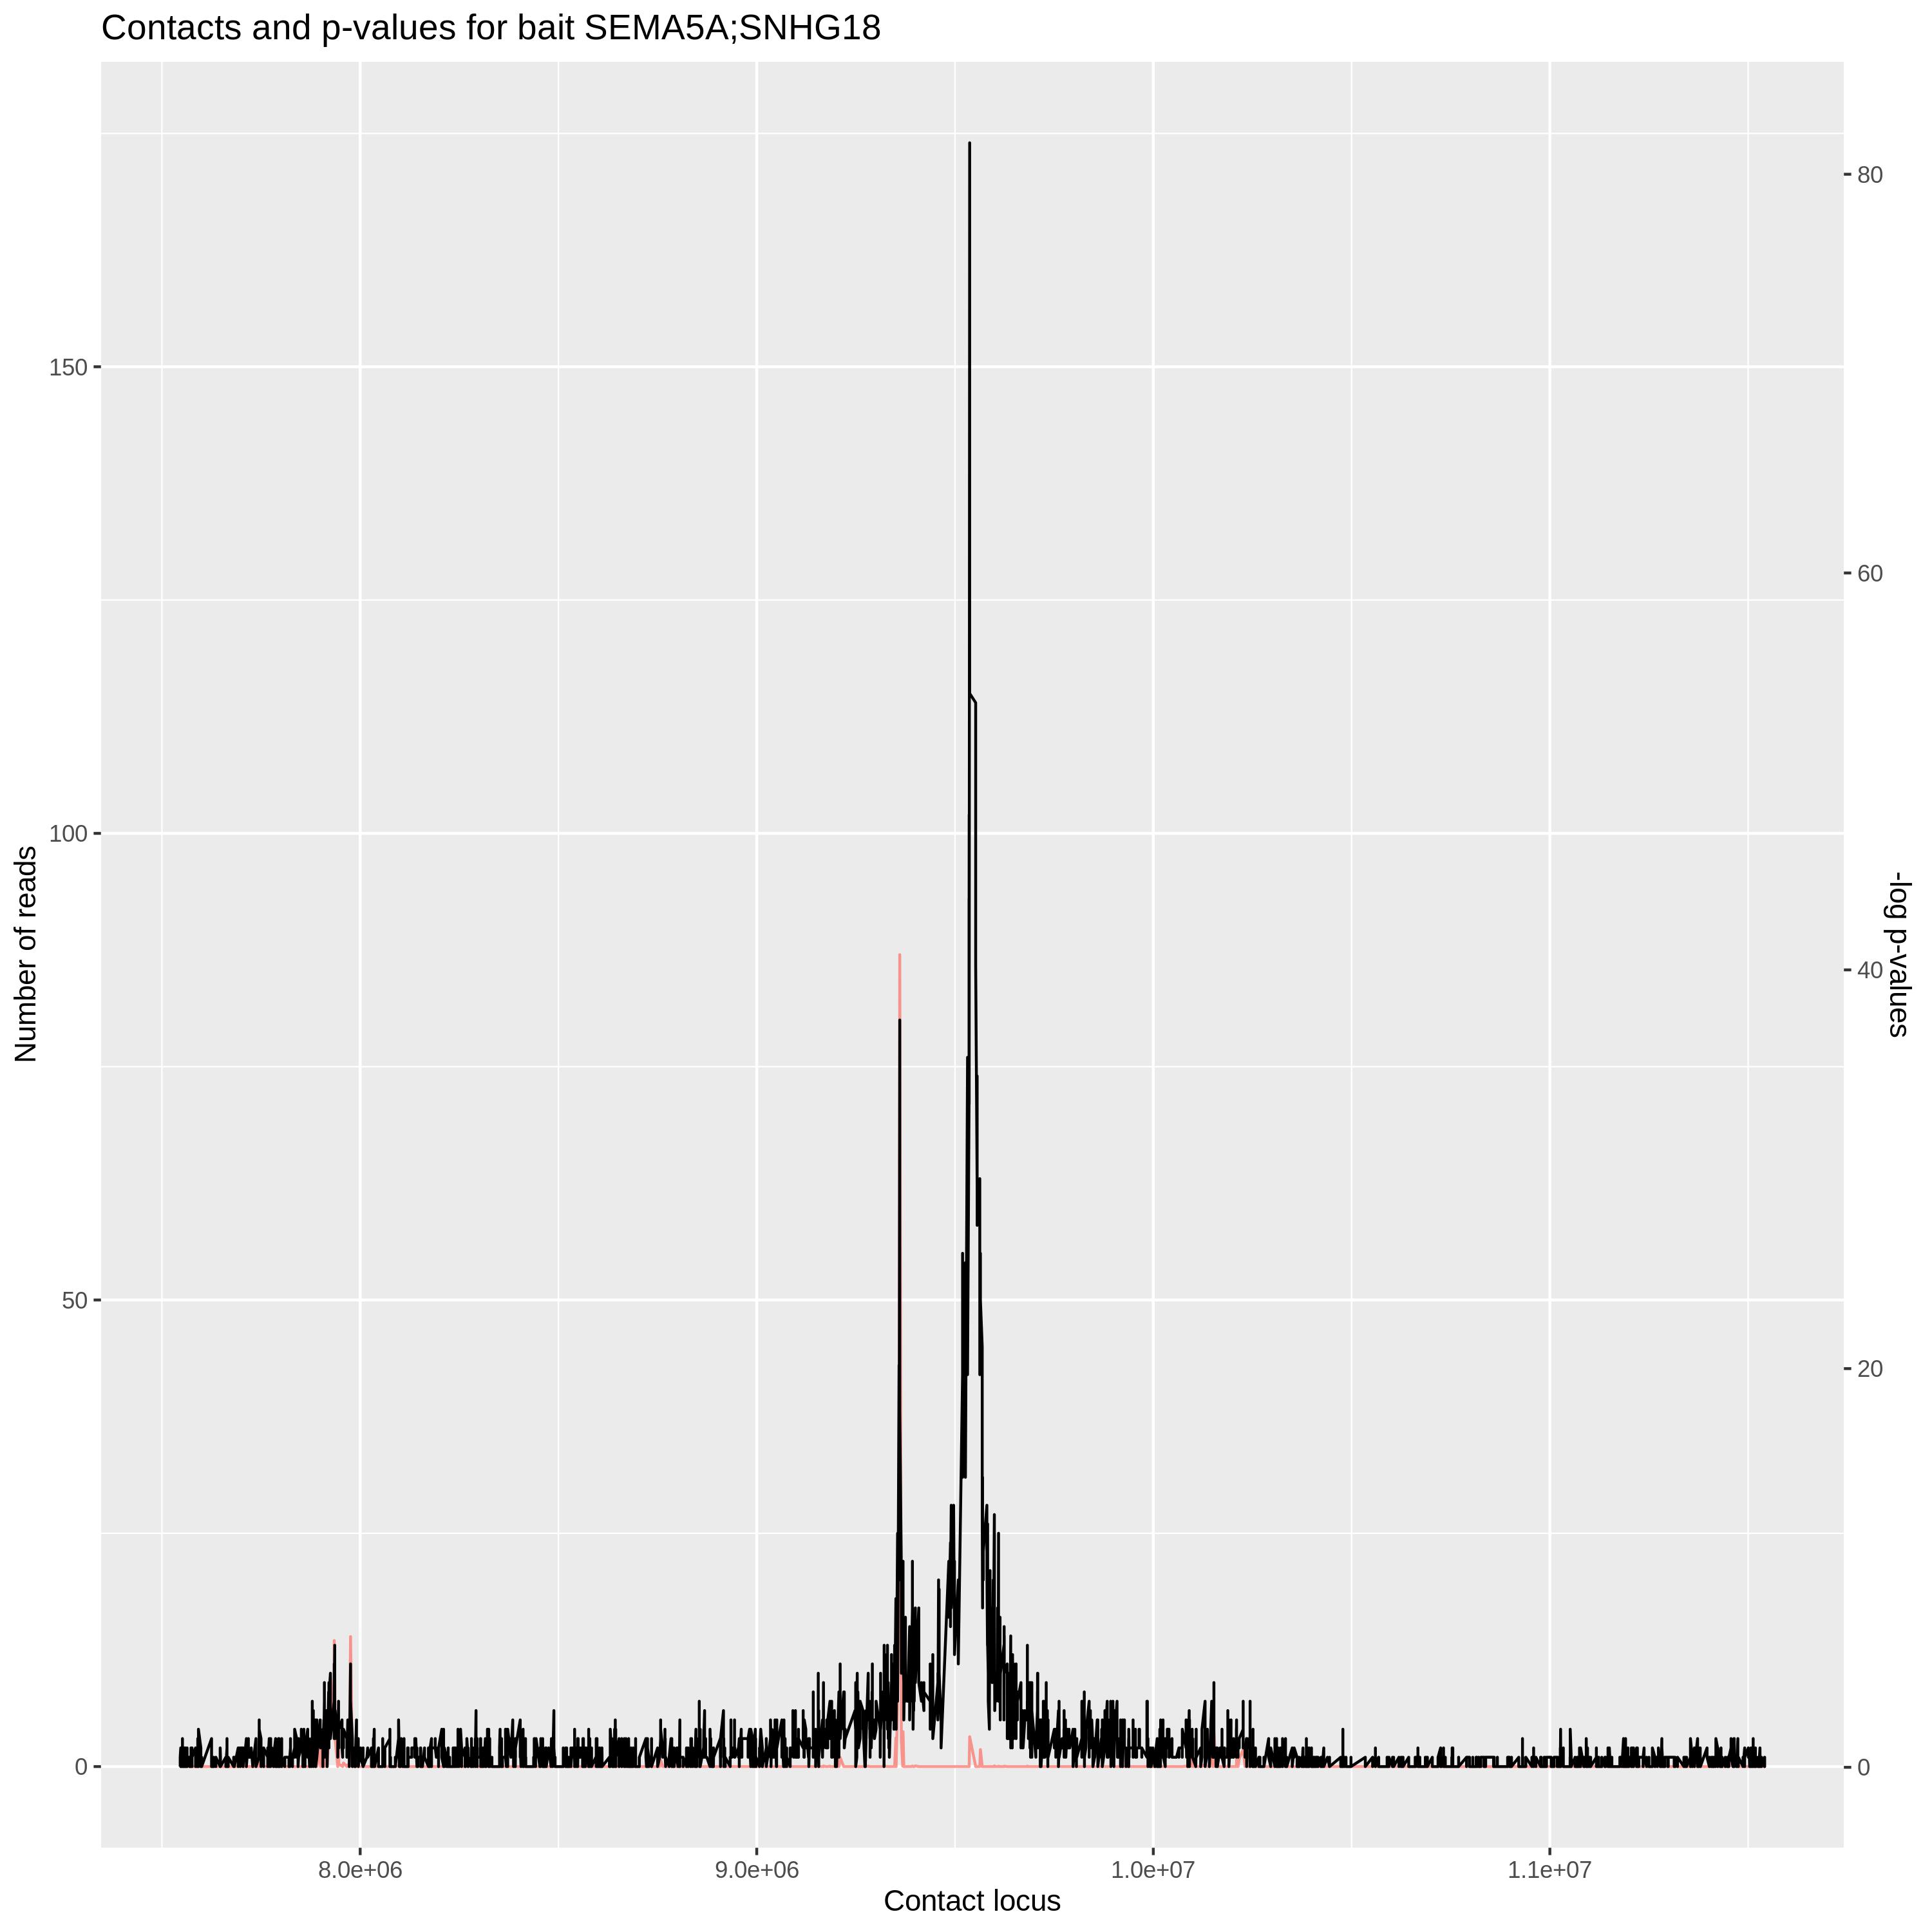 Contacts and p-values for bait SEMA5A;SNHG18
Number of reads
150
100
50
0
80
60
40
20
0
-log p-values
8.0e+06
9.0e+06
1.0e+07
1.1e+07
Contact locus